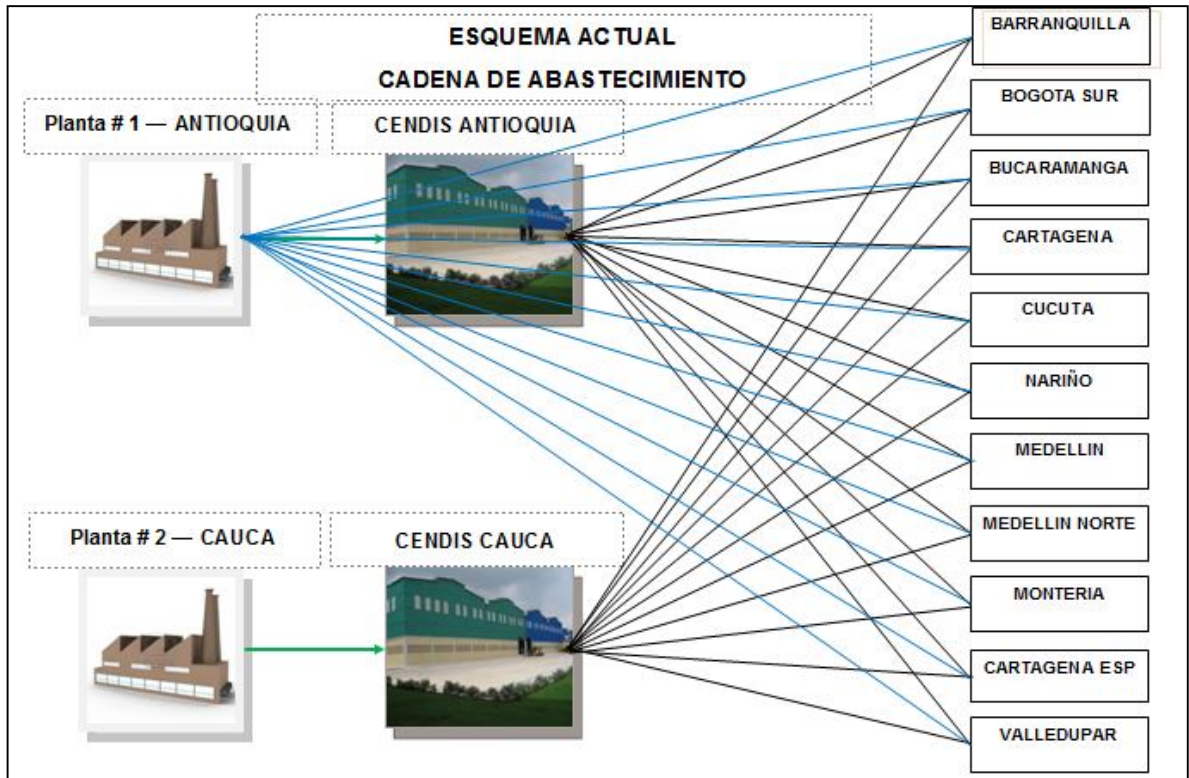 ESQUEMA ACTUAL
CADENA DE ABASTECIMIENTO
Planta # 1 — ANTIOQUIA
CENDIS ANTIOQUIA
Planta # 2 — CAUCA
CENDIS CAUCA
BARRANQUILLA
BOGOTA SUR
BUCARAMANGA
CARTAGENA
CUCUTA
NARIÑO
MEDELLIN
MEDELLIN NORTE
MONTERIA
CARTAGENA ESP
VALLEDUPAR